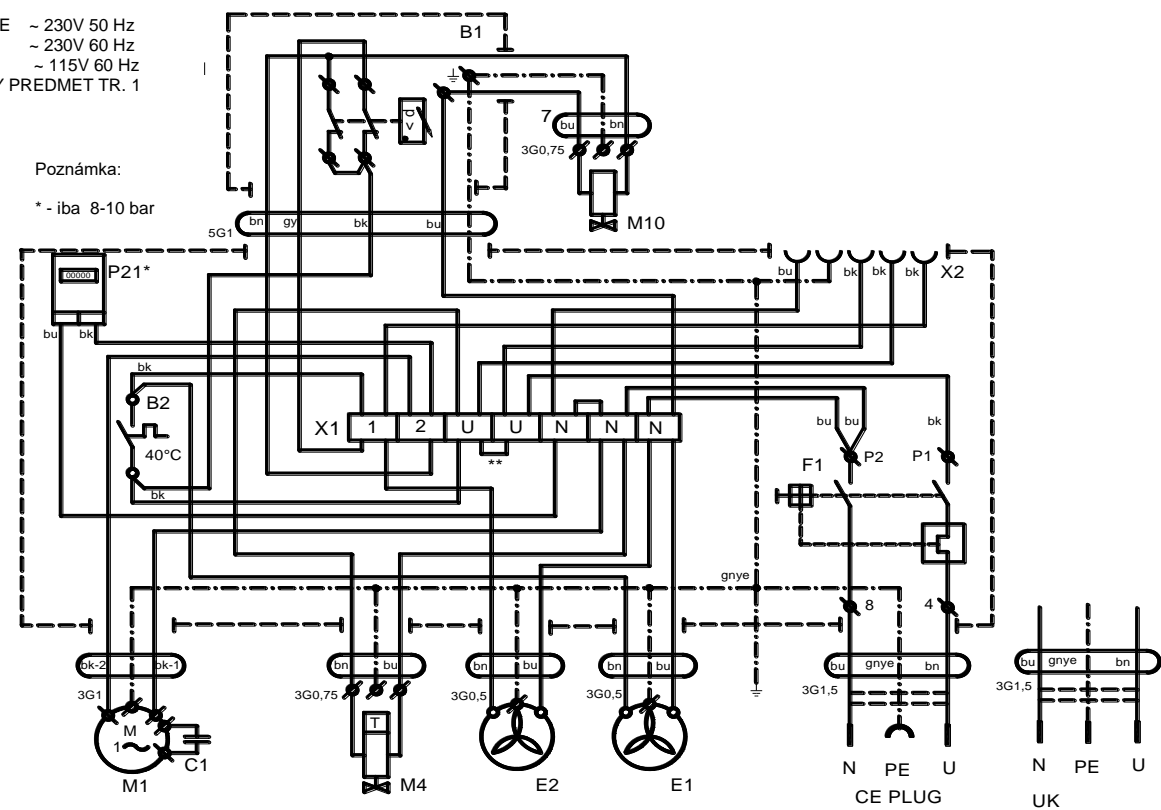 E ~ 230V 50 Hz
~ 230V 60 Hz
~ 115V 60 Hz
Y PREDMET TR. 1
Poznámka:
* - iba 8-10 bar
B1
p >
7
bu bn
3G0,75
M10
bn gy bk bu
5G1
P21*
00000
bu bk
bu bk bk bk
X2
bk
B2
40°C
bk
X1 1 2 U U N N N
**
bu bu bk
P2 P1
F1
gnye
8 4
bk-2 bk-1
3G1
bn bu
3G0,75
bn bu
3G0,5
bn bu
3G0,5
bu gnye bn
3G1,5
bu gnye bn
3G1,5
M
1
C1
M1
T
M4
E2
E1
N PE U
CE PLUG
N PE U
UK